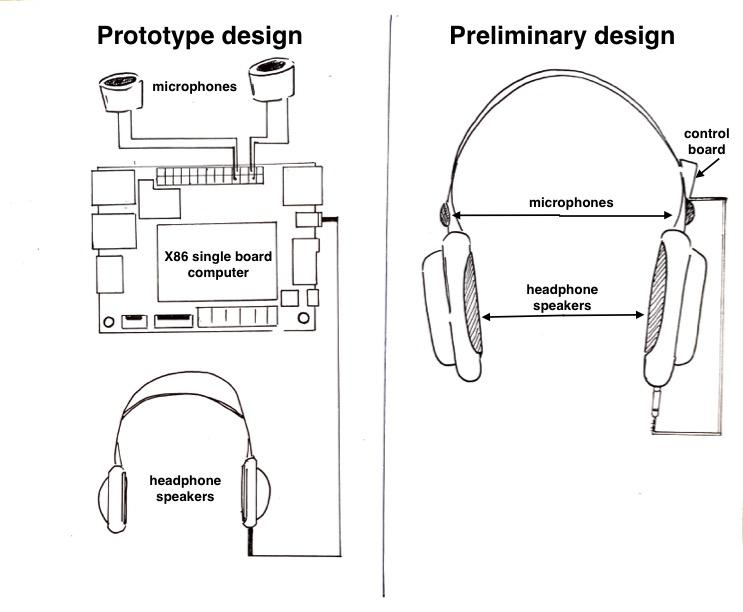 Prototype design
microphones
X86 single board
computer
headphone
speakers
Preliminary design
control
board
microphones
headphone
speakers